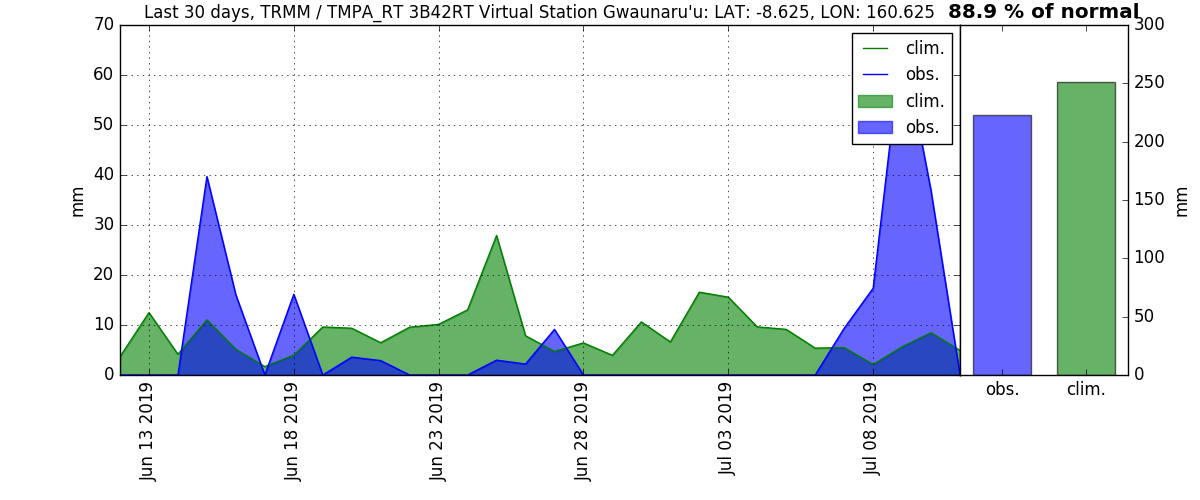 Last 30 days, TRMM / TMPA_RT 3B42RT Virtual Station Gwaunaru'u: LAT: -8.625, LON: 160.625
88.9 % of normal
70
60
50
40
30
20
10
0
mm
clim.
obs.
clim.
obs.
Jun 13 2019
Jun 18 2019
Jun 23 2019
Jun 28 2019
Jul 03 2019
Jul 08 2019
300
250
200
150
100
50
0
mm
obs.
clim.